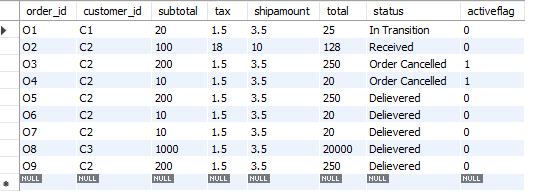 order_id customer_id subtotal tax shipamount total status activeflag
O1 C1 20 1.5 3.5 25 In Transition 0
O2 C2 100 18 10 128 Received 0
O3 C2 200 1.5 3.5 250 Order Cancelled 1
O4 C2 10 1.5 3.5 20 Order Cancelled 1
O5 C2 200 1.5 3.5 250 Delievered 0
O6 C2 10 1.5 3.5 20 Delievered 0
O7 C2 10 1.5 3.5 20 Delievered 0
O8 C3 1000 1.5 3.5 20000 Delievered 0
O9 C2 200 1.5 3.5 250 Delievered 0
NULL NULL NULL NULL NULL NULL NULL NULL